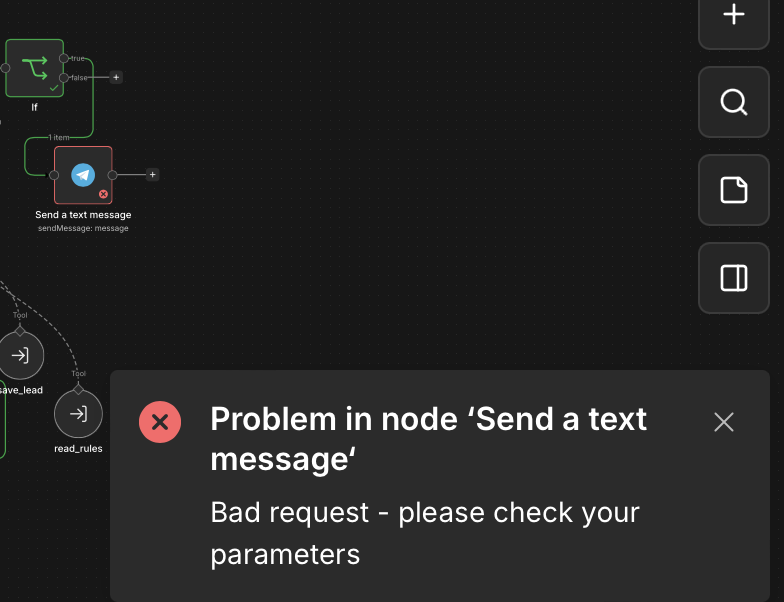 true
false
If
1 item
Send a text message
sendMessage: message
Tool
save_lead
Tool
read_rules
Problem in node ‘Send a text
message‘
Bad request - please check your
parameters